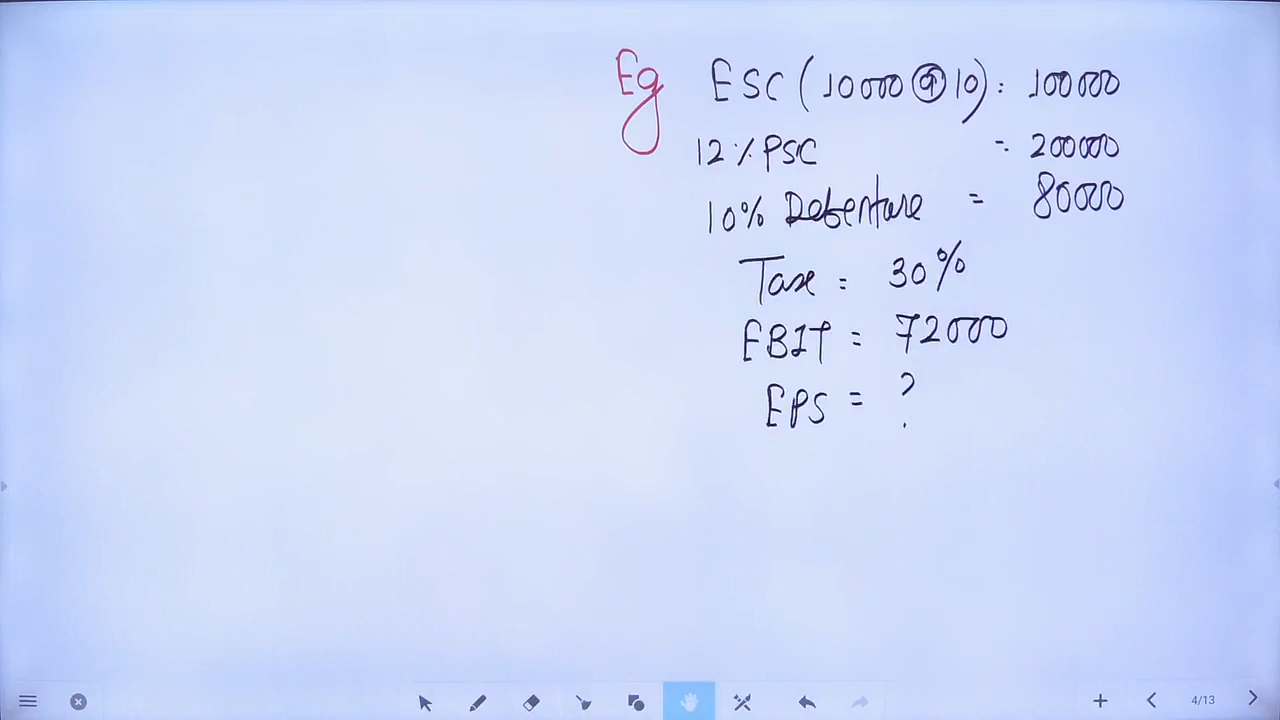 Eg ESC (10000 @ 10) : 100000
12% PSC = 200000
10% Debenture = 80000
Tax = 30%
EBIT = 72000
EPS = ?
4/13